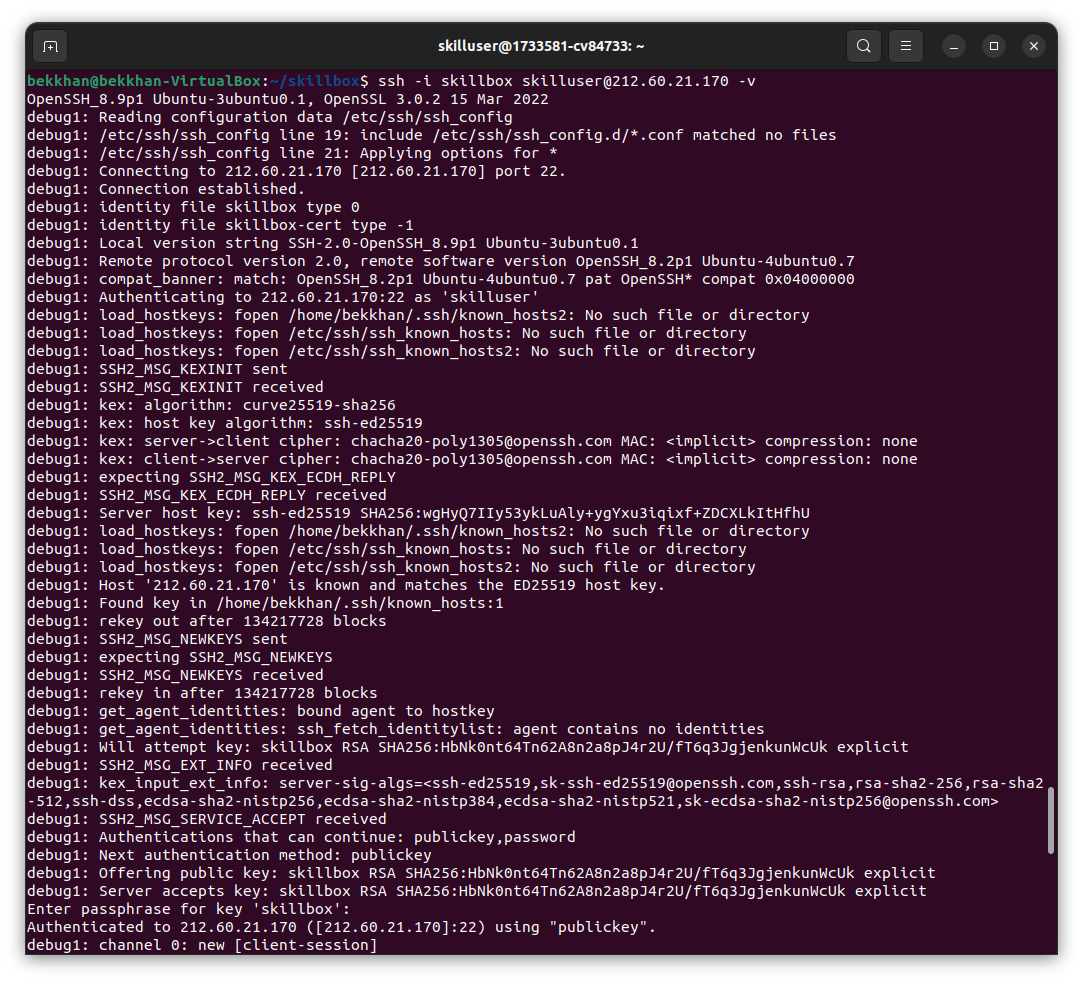 skilluser@1733581-cv84733: ~
bekkhan@bekkhan-VirtualBox:~/skillbox$ ssh -i skillbox skilluser@212.60.21.170 -v
OpenSSH_8.9p1 Ubuntu-3ubuntu0.1, OpenSSL 3.0.2 15 Mar 2022
debug1: Reading configuration data /etc/ssh/ssh_config
debug1: /etc/ssh/ssh_config line 19: include /etc/ssh/ssh_config.d/*.conf matched no files
debug1: /etc/ssh/ssh_config line 21: Applying options for *
debug1: Connecting to 212.60.21.170 [212.60.21.170] port 22.
debug1: Connection established.
debug1: identity file skillbox type 0
debug1: identity file skillbox-cert type -1
debug1: Local version string SSH-2.0-OpenSSH_8.9p1 Ubuntu-3ubuntu0.1
debug1: Remote protocol version 2.0, remote software version OpenSSH_8.2p1 Ubuntu-4ubuntu0.7
debug1: compat_banner: match: OpenSSH_8.2p1 Ubuntu-4ubuntu0.7 pat OpenSSH* compat 0x04000000
debug1: Authenticating to 212.60.21.170:22 as 'skilluser'
debug1: load_hostkeys: fopen /home/bekkhan/.ssh/known_hosts2: No such file or directory
debug1: load_hostkeys: fopen /etc/ssh/ssh_known_hosts: No such file or directory
debug1: load_hostkeys: fopen /etc/ssh/ssh_known_hosts2: No such file or directory
debug1: SSH2_MSG_KEXINIT sent
debug1: SSH2_MSG_KEXINIT received
debug1: kex: algorithm: curve25519-sha256
debug1: kex: host key algorithm: ssh-ed25519
debug1: kex: server->client cipher: chacha20-poly1305@openssh.com MAC: <implicit> compression: none
debug1: kex: client->server cipher: chacha20-poly1305@openssh.com MAC: <implicit> compression: none
debug1: expecting SSH2_MSG_KEX_ECDH_REPLY
debug1: SSH2_MSG_KEX_ECDH_REPLY received
debug1: Server host key: ssh-ed25519 SHA256:wgHyQ7IIy53ykLuAly+ygYxu3iqixf+ZDCXLkItHfhU
debug1: load_hostkeys: fopen /home/bekkhan/.ssh/known_hosts2: No such file or directory
debug1: load_hostkeys: fopen /etc/ssh/ssh_known_hosts: No such file or directory
debug1: load_hostkeys: fopen /etc/ssh/ssh_known_hosts2: No such file or directory
debug1: Host '212.60.21.170' is known and matches the ED25519 host key.
debug1: Found key in /home/bekkhan/.ssh/known_hosts:1
debug1: rekey out after 134217728 blocks
debug1: SSH2_MSG_NEWKEYS sent
debug1: expecting SSH2_MSG_NEWKEYS
debug1: SSH2_MSG_NEWKEYS received
debug1: rekey in after 134217728 blocks
debug1: get_agent_identities: bound agent to hostkey
debug1: get_agent_identities: ssh_fetch_identitylist: agent contains no identities
debug1: Will attempt key: skillbox RSA SHA256:HbNk0nt64Tn62A8n2a8pJ4r2U/fT6q3JgjenkunWcUk explicit
debug1: SSH2_MSG_EXT_INFO received
debug1: kex_input_ext_info: server-sig-algs=<ssh-ed25519,sk-ssh-ed25519@openssh.com,ssh-rsa,rsa-sha2-256,rsa-sha2
-512,ssh-dss,ecdsa-sha2-nistp256,ecdsa-sha2-nistp384,ecdsa-sha2-nistp521,sk-ecdsa-sha2-nistp256@openssh.com>
debug1: SSH2_MSG_SERVICE_ACCEPT received
debug1: Authentications that can continue: publickey,password
debug1: Next authentication method: publickey
debug1: Offering public key: skillbox RSA SHA256:HbNk0nt64Tn62A8n2a8pJ4r2U/fT6q3JgjenkunWcUk explicit
debug1: Server accepts key: skillbox RSA SHA256:HbNk0nt64Tn62A8n2a8pJ4r2U/fT6q3JgjenkunWcUk explicit
Enter passphrase for key 'skillbox':
Authenticated to 212.60.21.170 ([212.60.21.170]:22) using "publickey".
debug1: channel 0: new [client-session]